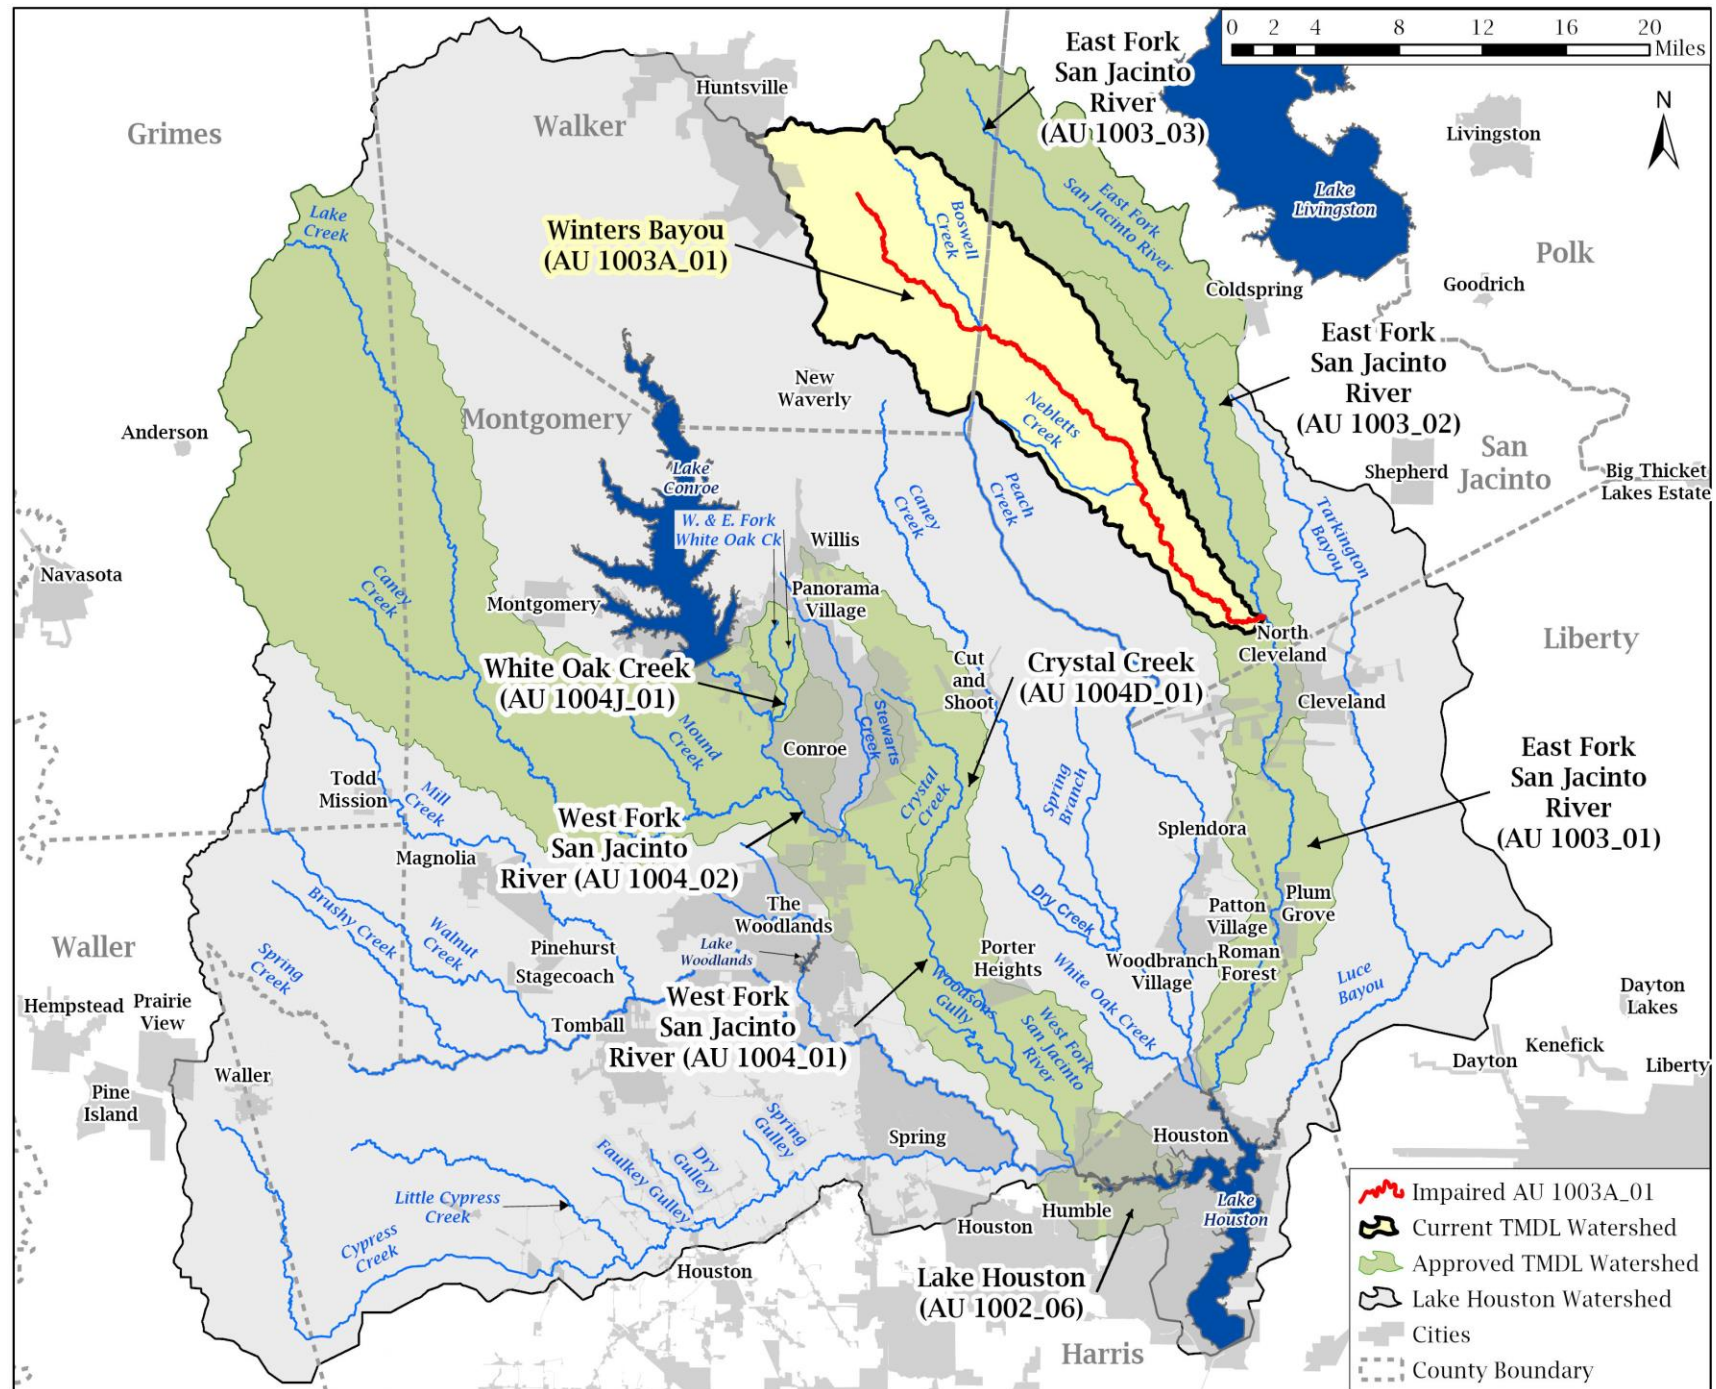 0 2 4 8 12 16 20
Miles
N
East Fork
San Jacinto
River
(AU 1003_03)
Huntsville
Grimes
Walker
Livingston
Lake
Livingston
Lake
Creek
Boswell
Creek
East Fork
San Jacinto River
Winters Bayou
(AU 1003A_01)
Polk
Coldspring
Goodrich
East Fork
San Jacinto
River
(AU 1003_02)
New
Waverly
Nebletts
Creek
Montgomery
Anderson
San
Jacinto
Shepherd
Big Thicket
Lakes Estate
Lake
Conroe
Caney
Creek
Peach
Creek
Tarkington
Bayou
W. & E. Fork
White Oak Ck
Willis
Navasota
Caney
Creek
Montgomery
Panorama
Village
North
Cleveland
Liberty
White Oak Creek
(AU 1004J_01)
Cut
and
Shoot
Crystal Creek
(AU 1004D_01)
Cleveland
Mound
Creek
Conroe
Stewarts
Creek
Todd
Mission
Mill
Creek
Crystal
Creek
Spring
Branch
East Fork
San Jacinto
River
(AU 1003_01)
West Fork
San Jacinto
River (AU 1004_02)
Splendora
Magnolia
Brushy Creek
Walnut
Creek
The
Woodlands
Dry Creek
Patton
Village
Plum
Grove
Waller
Spring
Creek
Pinehurst
Stagecoach
Lake
Woodlands
Porter
Heights
White Oak Creek
Woodbranch
Village
Roman
Forest
Luce
Bayou
Hempstead
Prairie
View
Tomball
West Fork
San Jacinto
River (AU 1004_01)
Woodsons
Gully
West Fork
San Jacinto
River
Dayton
Lakes
Dayton
Kenefick
Liberty
Waller
Pine
Island
Spring
Gulley
Dry
Gulley
Faulkey Gulley
Spring
Houston
Little Cypress
Creek
Cypress
Creek
Humble
Houston
Lake
Houston
Houston
Lake Houston
(AU 1002_06)
Harris
Impaired AU 1003A_01
Current TMDL Watershed
Approved TMDL Watershed
Lake Houston Watershed
Cities
County Boundary